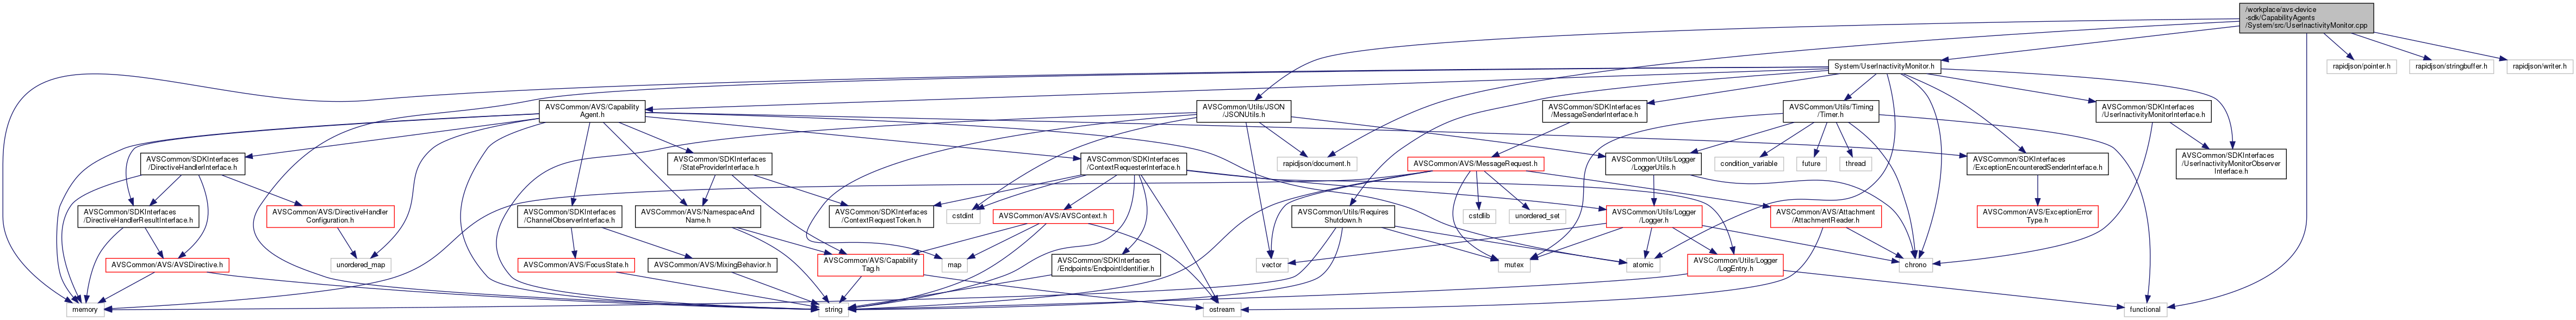 /workplace/avs-device
-sdk/CapabilityAgents
/System/src/UserInactivityMonitor.cpp
System/UserInactivityMonitor.h
rapidjson/pointer.h
rapidjson/stringbuffer.h
rapidjson/writer.h
AVSCommon/AVS/Capability
Agent.h
AVSCommon/Utils/JSON
/JSONUtils.h
AVSCommon/SDKInterfaces
/MessageSenderInterface.h
AVSCommon/Utils/Timing
/Timer.h
AVSCommon/SDKInterfaces
/UserInactivityMonitorInterface.h
AVSCommon/SDKInterfaces
/DirectiveHandlerInterface.h
AVSCommon/SDKInterfaces
/StateProviderInterface.h
AVSCommon/SDKInterfaces
/ContextRequesterInterface.h
rapidjson/document.h
AVSCommon/AVS/MessageRequest.h
AVSCommon/Utils/Logger
/LoggerUtils.h
condition_variable
future
thread
AVSCommon/SDKInterfaces
/ExceptionEncounteredSenderInterface.h
AVSCommon/SDKInterfaces
/UserInactivityMonitorObserver
Interface.h
AVSCommon/SDKInterfaces
/DirectiveHandlerResultInterface.h
AVSCommon/AVS/DirectiveHandler
Configuration.h
AVSCommon/SDKInterfaces
/ChannelObserverInterface.h
AVSCommon/AVS/NamespaceAnd
Name.h
AVSCommon/SDKInterfaces
/ContextRequestToken.h
cstdint
AVSCommon/AVS/AVSContext.h
cstdlib
unordered_set
AVSCommon/Utils/Requires
Shutdown.h
AVSCommon/Utils/Logger
/Logger.h
AVSCommon/AVS/Attachment
/AttachmentReader.h
AVSCommon/AVS/ExceptionError
Type.h
AVSCommon/AVS/AVSDirective.h
unordered_map
AVSCommon/AVS/FocusState.h
AVSCommon/AVS/MixingBehavior.h
AVSCommon/AVS/Capability
Tag.h
map
AVSCommon/SDKInterfaces
/Endpoints/EndpointIdentifier.h
vector
mutex
atomic
AVSCommon/Utils/Logger
/LogEntry.h
chrono
memory
string
ostream
functional